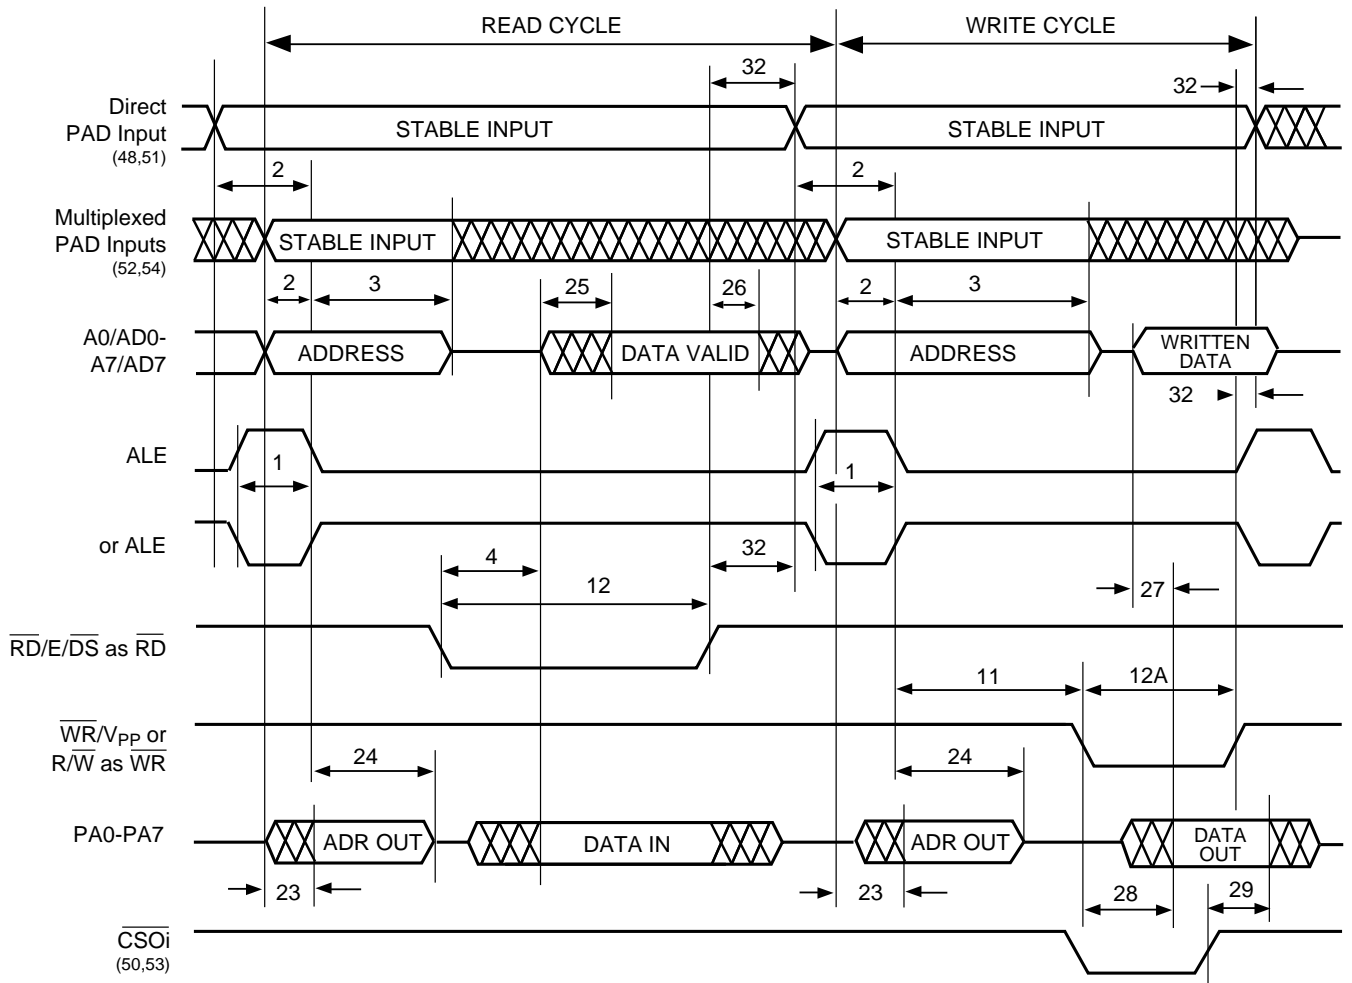 READ CYCLE
WRITE CYCLE
32
32
Direct
PAD Input
(48,51)
STABLE INPUT
STABLE INPUT
2
2
Multiplexed
PAD Inputs
(52,54)
STABLE INPUT
STABLE INPUT
2
3
25
26
2
3
A0/AD0-
A7/AD7
ADDRESS
DATA VALID
ADDRESS
WRITTEN
DATA
32
ALE
1
1
or ALE
4
32
12
27
RD/E/DS as RD
11
12A
WR/VPP or
R/W as WR
24
24
PA0-PA7
ADR OUT
DATA IN
ADR OUT
DATA
OUT
23
23
28
29
CSOi
(50,53)